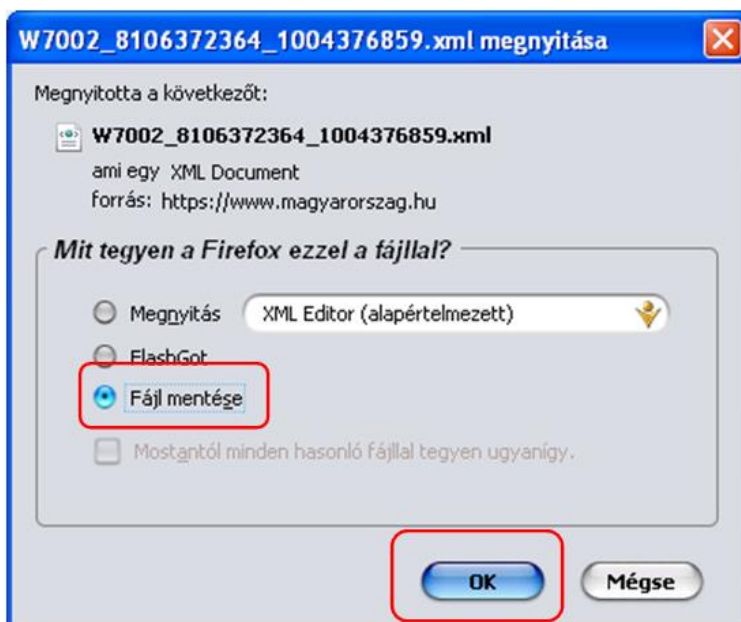 W7002_8106372364_1004376859.xml megnyitása
Megnyitotta a következőt:
W7002_8106372364_1004376859.xml
ami egy XML Document
forrás: https://www.magyarorszag.hu
Mit tegyen a Firefox ezzel a fájllal?
Megnyitás XML Editor (alapértelmezett)
FlashGot
Fájl mentése
Mostantól minden hasonló fájllal tegyen ugyanígy.
OK Mégse